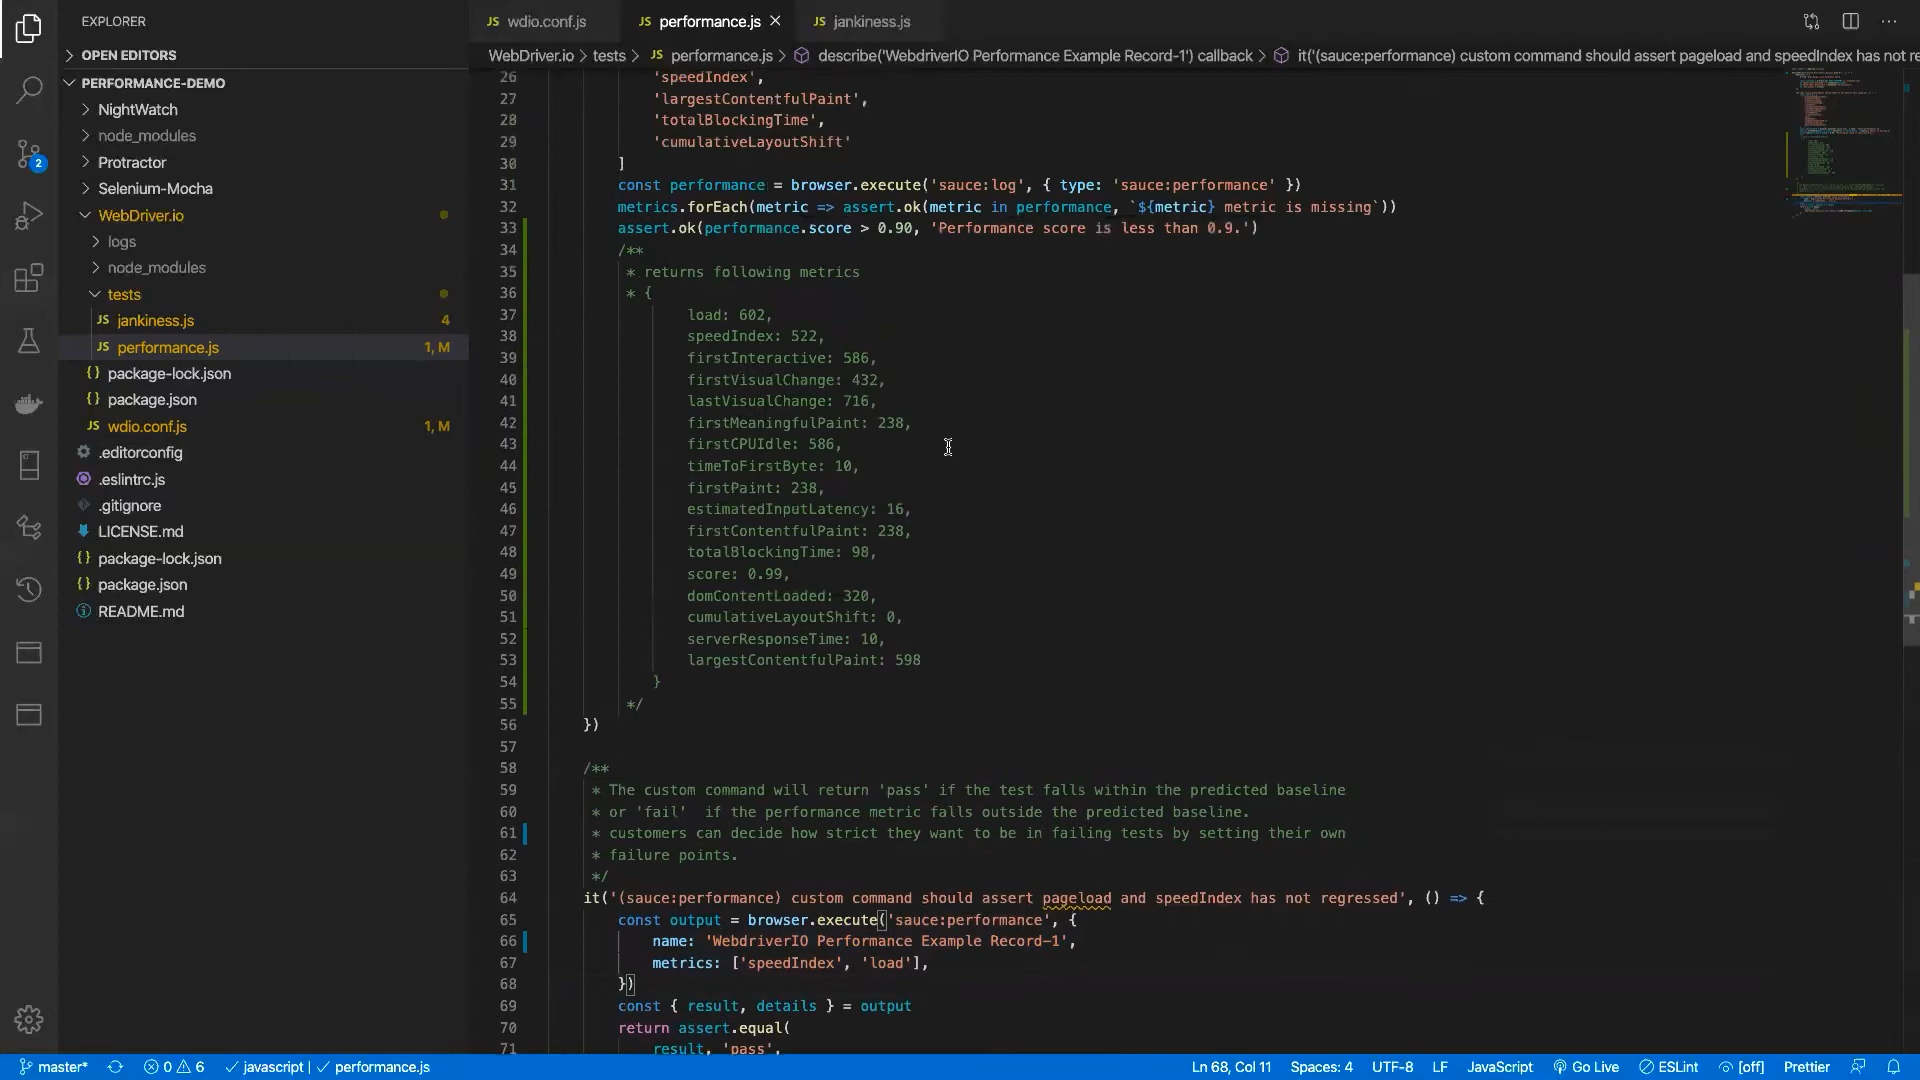 EXPLORER
OPEN EDITORS
PERFORMANCE-DEMO
NightWatch
node_modules
Protractor
Selenium-Mocha
WebDriver.io
logs
node_modules
tests
JS jankiness.js 4
JS performance.js 1, M
{} package-lock.json
{} package.json
JS wdio.conf.js 1, M
.editorconfig
.eslintrc.js
.gitignore
LICENSE.md
{} package-lock.json
{} package.json
README.md
2
JS wdio.conf.js JS performance.js JS jankiness.js
WebDriver.io > tests > JS performance.js > describe('WebdriverIO Performance Example Record-1') callback > it('(sauce:performance) custom command should assert pageload and speedIndex has not re
26 'speedIndex',
27 'largestContentfulPaint',
28 'totalBlockingTime',
29 'cumulativeLayoutShift'
30 ]
31 const performance = browser.execute('sauce:log', { type: 'sauce:performance' })
32 metrics.forEach(metric => assert.ok(metric in performance, `${metric} metric is missing`))
33 assert.ok(performance.score > 0.90, 'Performance score is less than 0.9.')
34 /**
35 * returns following metrics
36 * {
37 load: 602,
38 speedIndex: 522,
39 firstInteractive: 586,
40 firstVisualChange: 432,
41 lastVisualChange: 716,
42 firstMeaningfulPaint: 238,
43 firstCPUIdle: 586,
44 timeToFirstByte: 10,
45 firstPaint: 238,
46 estimatedInputLatency: 16,
47 firstContentfulPaint: 238,
48 totalBlockingTime: 98,
49 score: 0.99,
50 domContentLoaded: 320,
51 cumulativeLayoutShift: 0,
52 serverResponseTime: 10,
53 largestContentfulPaint: 598
54 }
55 */
56 })
57
58 /**
59 * The custom command will return 'pass' if the test falls within the predicted baseline
60 * or 'fail'  if the performance metric falls outside the predicted baseline.
61 * customers can decide how strict they want to be in failing tests by setting their own
62 * failure points.
63 */
64 it('(sauce:performance) custom command should assert pageload and speedIndex has not regressed', () => {
65 const output = browser.execute('sauce:performance', {
66 name: 'WebdriverIO Performance Example Record-1',
67 metrics: ['speedIndex', 'load'],
68 })
69 const { result, details } = output
70 return assert.equal(
71 result, 'pass',
master* 0 6 javascript | performance.js Ln 68, Col 11 Spaces: 4 UTF-8 LF JavaScript Go Live ESLint [off] Prettier